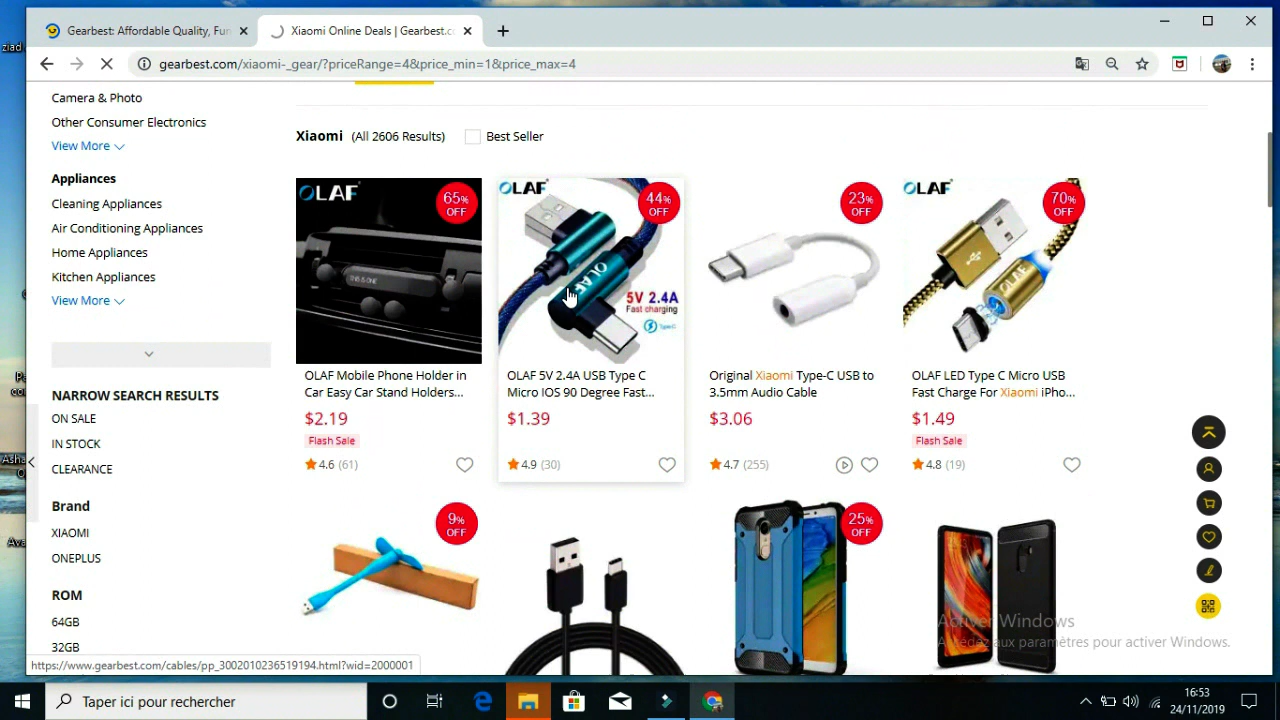 ziad
Gearbest: Affordable Quality, Fun
Xiaomi Online Deals | Gearbest.co
gearbest.com/xiaomi-_gear/?priceRange=4&price_min=1&price_max=4
Camera & Photo
Other Consumer Electronics
View More
Appliances
Cleaning Appliances
Air Conditioning Appliances
Home Appliances
Kitchen Appliances
View More
NARROW SEARCH RESULTS
ON SALE
IN STOCK
CLEARANCE
Brand
XIAOMI
ONEPLUS
ROM
64GB
32GB
Xiaomi (All 2606 Results) Best Seller
OLAF
65% OFF
OLAF Mobile Phone Holder in
Car Easy Car Stand Holders...
$2.19
Flash Sale
4.6 (61)
OLAF
44% OFF
OLAF
5V 2.4A
Fast charging
Type-C
OLAF 5V 2.4A USB Type C
Micro IOS 90 Degree Fast...
$1.39
4.9 (30)
23% OFF
Original Xiaomi Type-C USB to
3.5mm Audio Cable
$3.06
4.7 (255)
OLAF
70% OFF
OLAF
OLAF LED Type C Micro USB
Fast Charge For Xiaomi iPho...
$1.49
Flash Sale
4.8 (19)
9% OFF
25% OFF
Activer Windows
Accédez aux paramètres pour activer Windows.
https://www.gearbest.com/cables/pp_3002010236519194.html?wid=2000001
Taper ici pour rechercher
16:53
24/11/2019